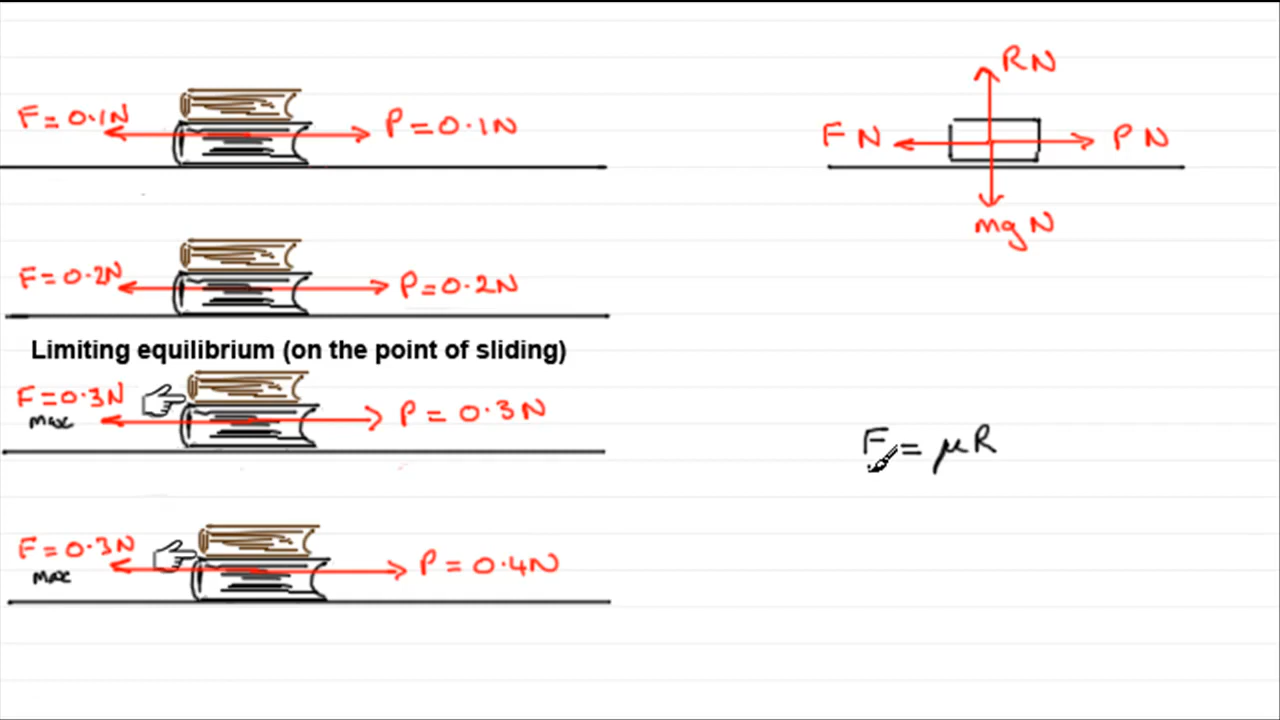 F = 0.1N
P = 0.1N
F = 0.2N
P = 0.2N
Limiting equilibrium (on the point of sliding)
F = 0.3N
max
P = 0.3N
F = 0.3N
max
P = 0.4N
RN
F N
P N
mg N
F = μR